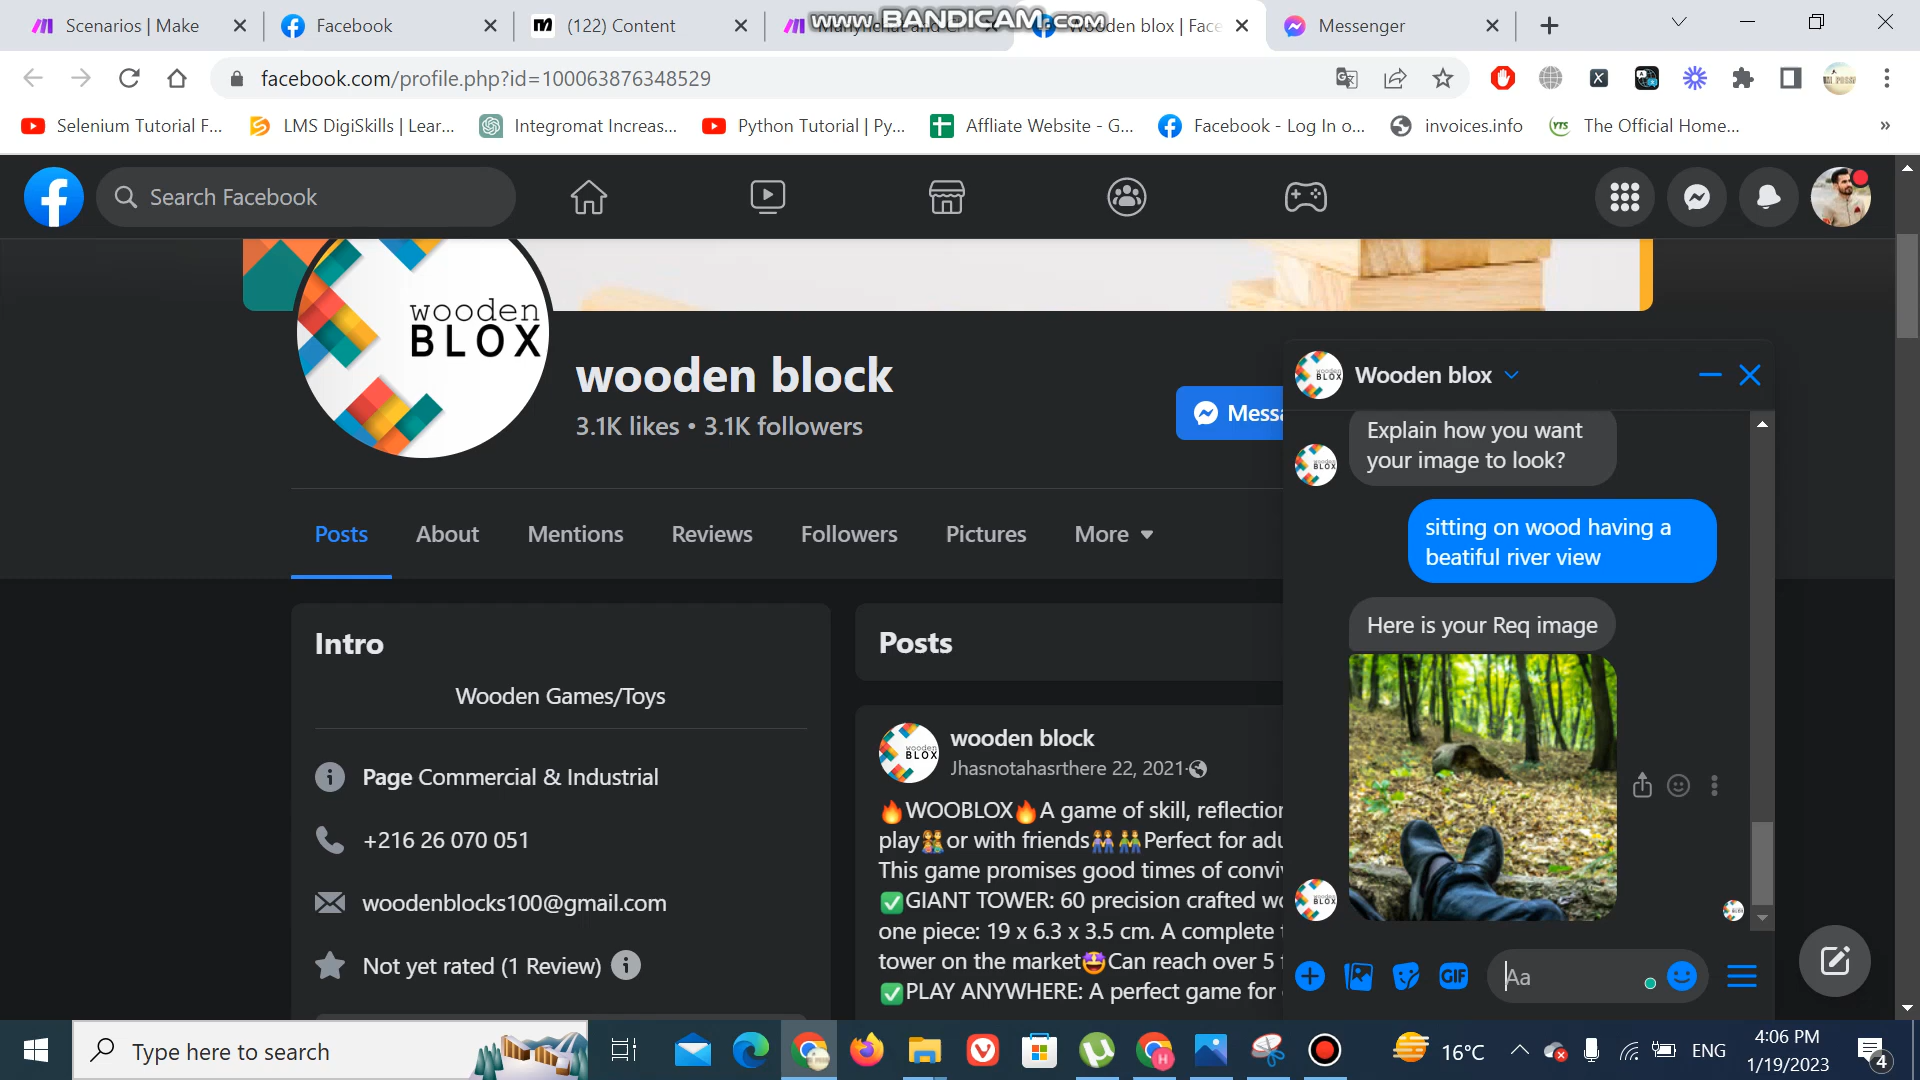 Scenarios | Make
Facebook
(122) Content
Manynchat and C
Wooden blox | Face
Messenger
www.BANDICAM.com
facebook.com/profile.php?id=100063876348529
Selenium Tutorial F...
LMS DigiSkills | Lear...
Integromat Increas...
Python Tutorial | Py...
Affliate Website - G...
Facebook - Log In o...
invoices.info
YTS
The Official Home...
Search Facebook
wooden
BLOX
wooden block
3.1K likes • 3.1K followers
Messa
Posts
About
Mentions
Reviews
Followers
Pictures
More
Intro
Wooden Games/Toys
Page Commercial & Industrial
+216 26 070 051
woodenblocks100@gmail.com
Not yet rated (1 Review)
Posts
wooden block
Jhasnotahasrthere 22, 2021
🔥WOOBLOX🔥A game of skill, reflection
play👫or with friends👭👬Perfect for adu
This game promises good times of convi
✅GIANT TOWER: 60 precision crafted wo
one piece: 19 x 6.3 x 3.5 cm. A complete
tower on the market🤩Can reach over 5 f
✅PLAY ANYWHERE: A perfect game for
Wooden blox
Explain how you want
your image to look?
sitting on wood having a
beatiful river view
Here is your Req image
GIF
Aa
Type here to search
16°C
ENG
4:06 PM
1/19/2023
4